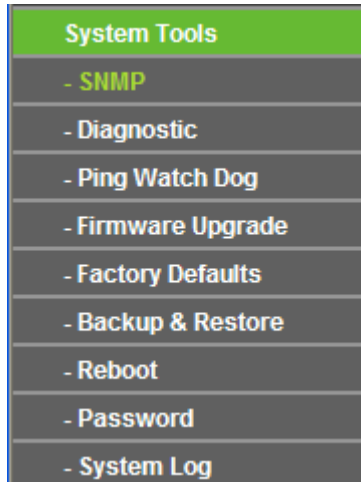 System Tools
- SNMP
- Diagnostic
- Ping Watch Dog
- Firmware Upgrade
- Factory Defaults
- Backup & Restore
- Reboot
- Password
- System Log